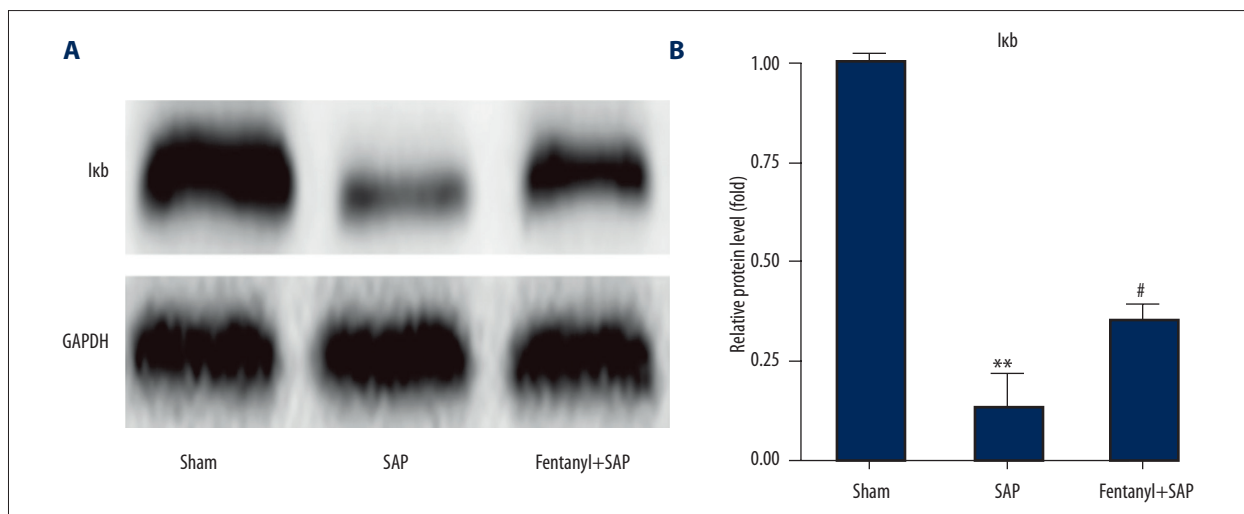 A
Iκb
GAPDH
Sham SAP Fentanyl+SAP
B
Iκb
Relative protein level (fold)
1.00
0.75
0.50
0.25
0.00
**
#
Sham SAP Fentanyl+SAP